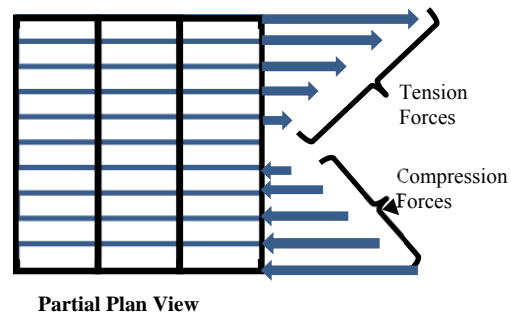 Tension
Forces
Compression
Forces
Partial Plan View